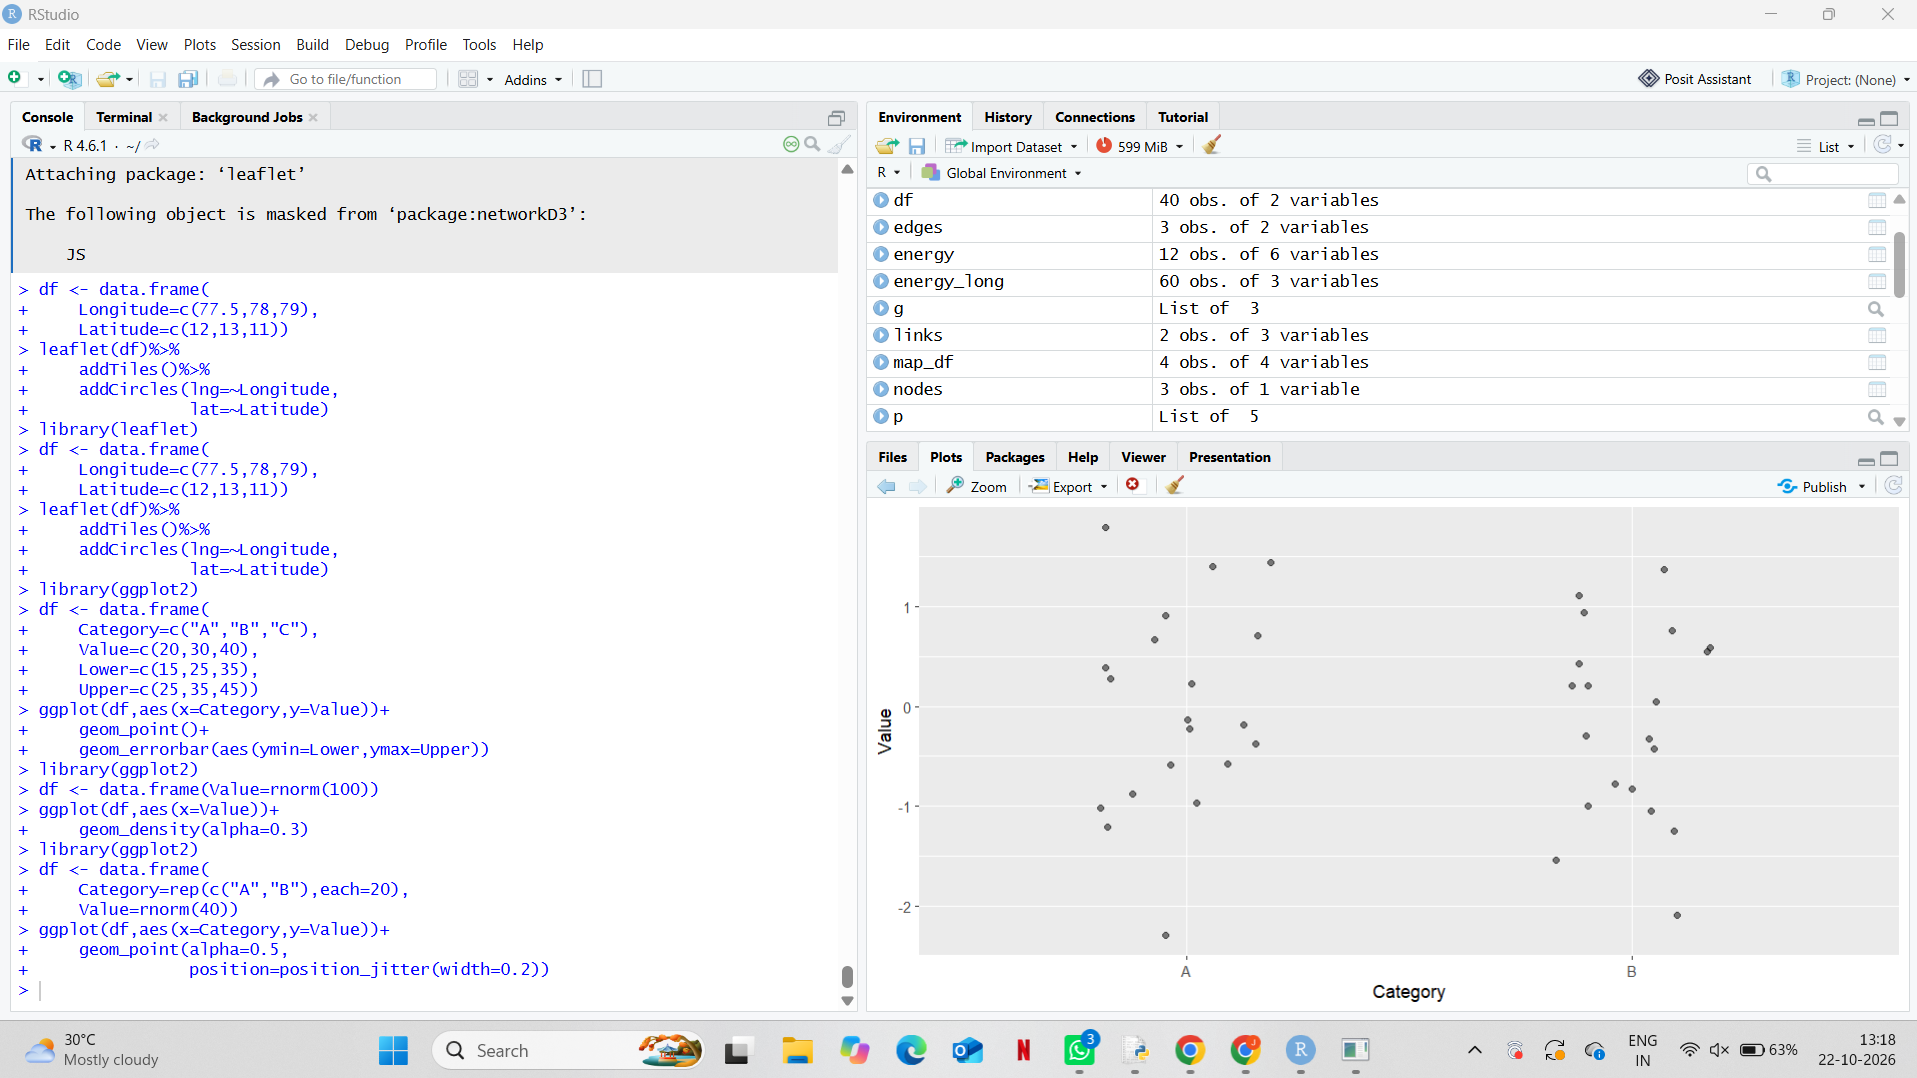 RStudio
File Edit Code View Plots Session Build Debug Profile Tools Help
Go to file/function Addins Posit Assistant Project: (None)
Console Terminal Background Jobs
R 4.6.1 · ~/
Attaching package: ‘leaflet’
The following object is masked from ‘package:networkD3’:
JS
> df <- data.frame(
+     Longitude=c(77.5,78,79),
+     Latitude=c(12,13,11))
> leaflet(df)%>%
+     addTiles()%>%
+     addCircles(lng=~Longitude,
+                lat=~Latitude)
> library(leaflet)
> df <- data.frame(
+     Longitude=c(77.5,78,79),
+     Latitude=c(12,13,11))
> leaflet(df)%>%
+     addTiles()%>%
+     addCircles(lng=~Longitude,
+                lat=~Latitude)
> library(ggplot2)
> df <- data.frame(
+     Category=c("A","B","C"),
+     Value=c(20,30,40),
+     Lower=c(15,25,35),
+     Upper=c(25,35,45))
> ggplot(df,aes(x=Category,y=Value))+
+     geom_point()+
+     geom_errorbar(aes(ymin=Lower,ymax=Upper))
> library(ggplot2)
> df <- data.frame(Value=rnorm(100))
> ggplot(df,aes(x=Value))+
+     geom_density(alpha=0.3)
> library(ggplot2)
> df <- data.frame(
+     Category=rep(c("A","B"),each=20),
+     Value=rnorm(40))
> ggplot(df,aes(x=Category,y=Value))+
+     geom_point(alpha=0.5,
+                position=position_jitter(width=0.2))
>
Environment History Connections Tutorial
Import Dataset 599 MiB List
R Global Environment
df 40 obs. of 2 variables
edges 3 obs. of 2 variables
energy 12 obs. of 6 variables
energy_long 60 obs. of 3 variables
g List of  3
links 2 obs. of 3 variables
map_df 4 obs. of 4 variables
nodes 3 obs. of 1 variable
p List of  5
Files Plots Packages Help Viewer Presentation
Zoom Export Publish
1
0
-1
-2
Value
A B
Category
30°C
Mostly cloudy
Search
3
ENG
IN
63%
13:18
22-10-2026